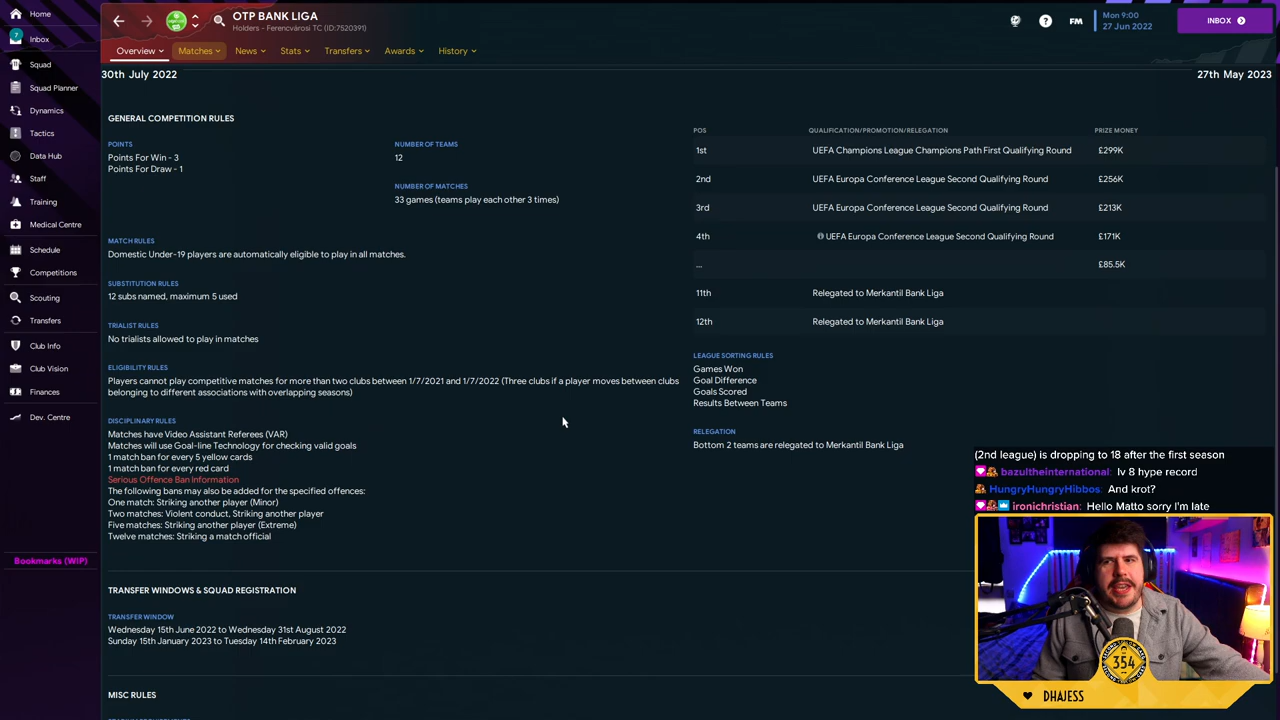 Home
Inbox
7
Squad
Squad Planner
Dynamics
Tactics
Data Hub
Staff
Training
Medical Centre
Schedule
Competitions
Scouting
Transfers
Club Info
Club Vision
Finances
Dev. Centre
Bookmarks (WIP)
OTP BANK LIGA
Holders - Ferencvárosi TC (ID:7520391)
FM
Mon 9:00
27 Jun 2022
INBOX
Overview
Matches
News
Stats
Transfers
Awards
History
30th July 2022
27th May 2023
GENERAL COMPETITION RULES
POINTS
Points For Win - 3
Points For Draw - 1
NUMBER OF TEAMS
12
NUMBER OF MATCHES
33 games (teams play each other 3 times)
MATCH RULES
Domestic Under-19 players are automatically eligible to play in all matches.
SUBSTITUTION RULES
12 subs named, maximum 5 used
TRIALIST RULES
No trialists allowed to play in matches
ELIGIBILITY RULES
Players cannot play competitive matches for more than two clubs between 1/7/2021 and 1/7/2022 (Three clubs if a player moves between clubs
belonging to different associations with overlapping seasons)
DISCIPLINARY RULES
Matches have Video Assistant Referees (VAR)
Matches will use Goal-line Technology for checking valid goals
1 match ban for every 5 yellow cards
1 match ban for every red card
Serious Offence Ban Information
The following bans may also be added for the specified offences:
One match: Striking another player (Minor)
Two matches: Violent conduct, Striking another player
Five matches: Striking another player (Extreme)
Twelve matches: Striking a match official
TRANSFER WINDOWS & SQUAD REGISTRATION
TRANSFER WINDOW
Wednesday 15th June 2022 to Wednesday 31st August 2022
Sunday 15th January 2023 to Tuesday 14th February 2023
MISC RULES
POS QUALIFICATION/PROMOTION/RELEGATION PRIZE MONEY
1st UEFA Champions League Champions Path First Qualifying Round £299K
2nd UEFA Europa Conference League Second Qualifying Round £256K
3rd UEFA Europa Conference League Second Qualifying Round £213K
4th UEFA Europa Conference League Second Qualifying Round £171K
... £85.5K
11th Relegated to Merkantil Bank Liga
12th Relegated to Merkantil Bank Liga
LEAGUE SORTING RULES
Games Won
Goal Difference
Goals Scored
Results Between Teams
RELEGATION
Bottom 2 teams are relegated to Merkantil Bank Liga
(2nd league) is dropping to 18 after the first season
bazultheinternational: lv 8 hype record
HungryHungryHibbos: And krot?
ironichristian: Hello Matto sorry I'm late
354
DHAJESS